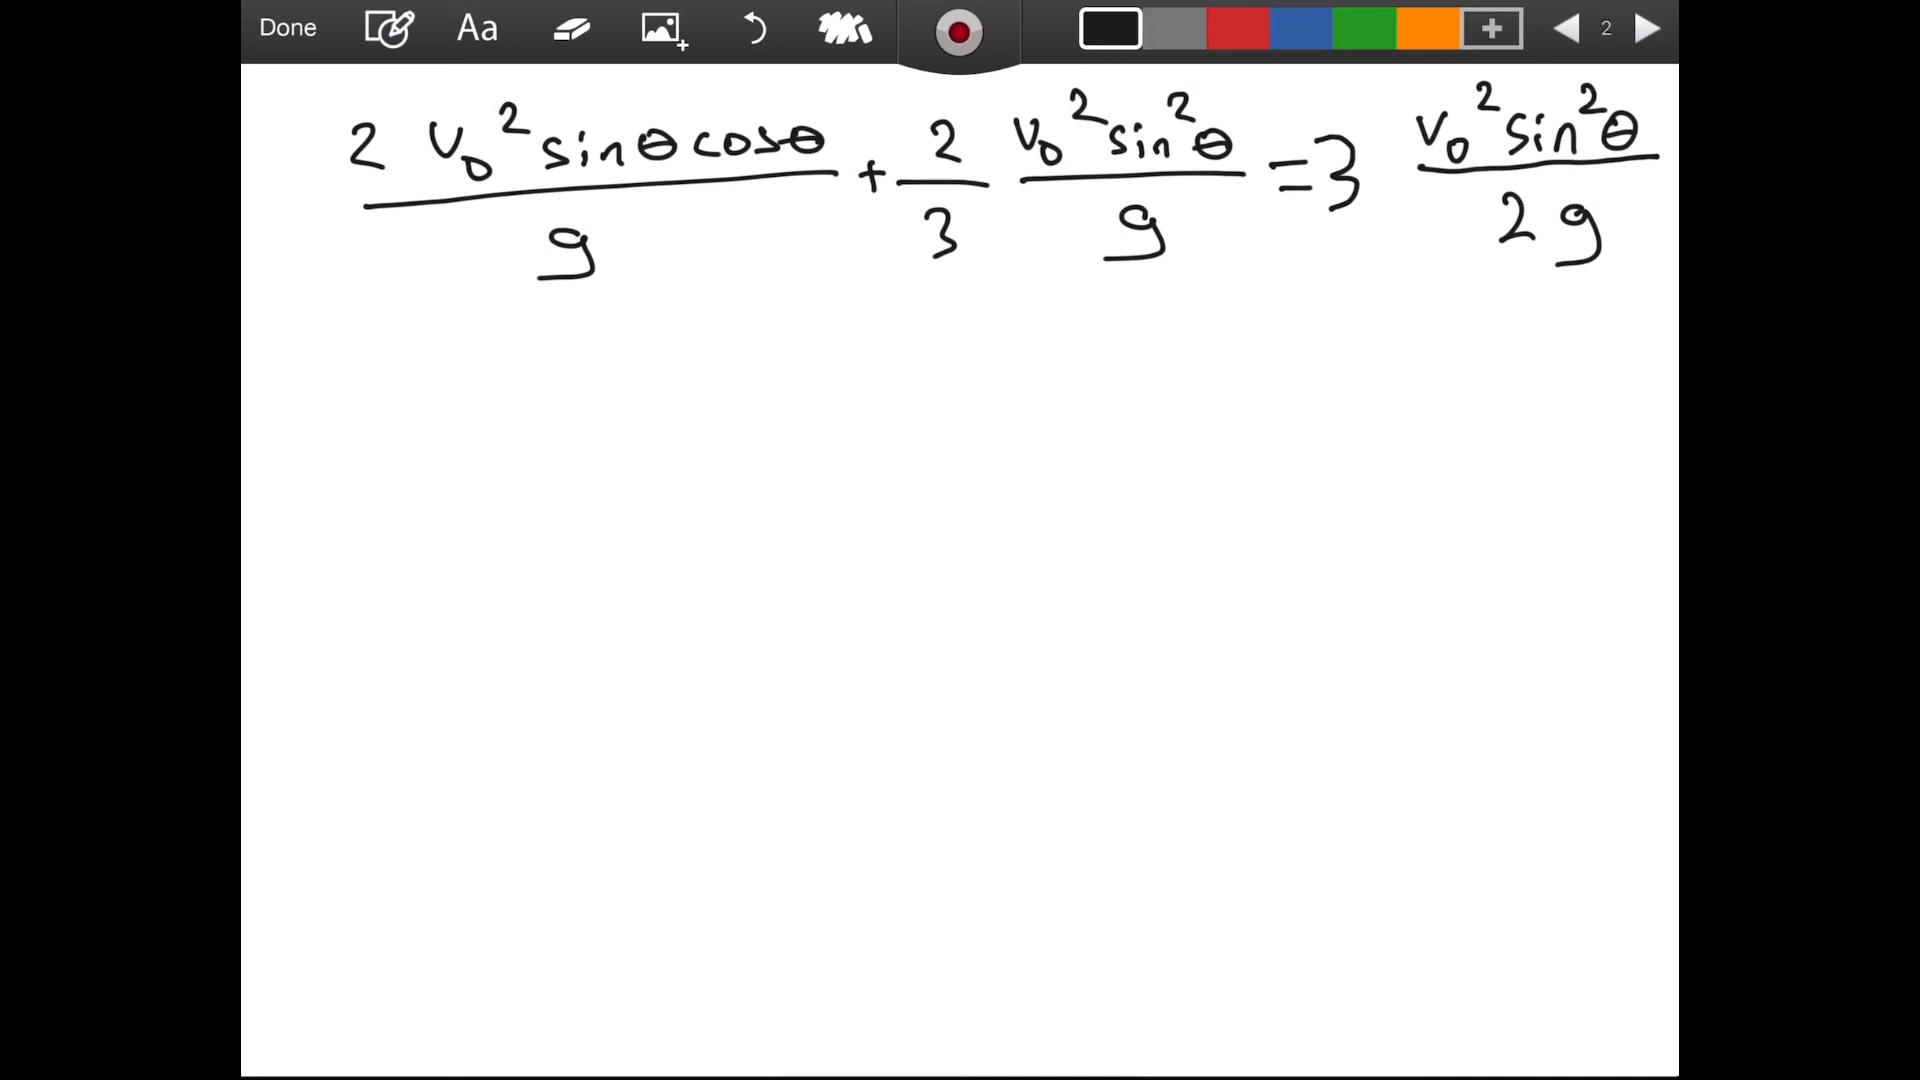 Done Aa 2
2 v₀² sinθ cosθ / g + 2/3 v₀² sin²θ / g = 3 v₀² sin²θ / 2g